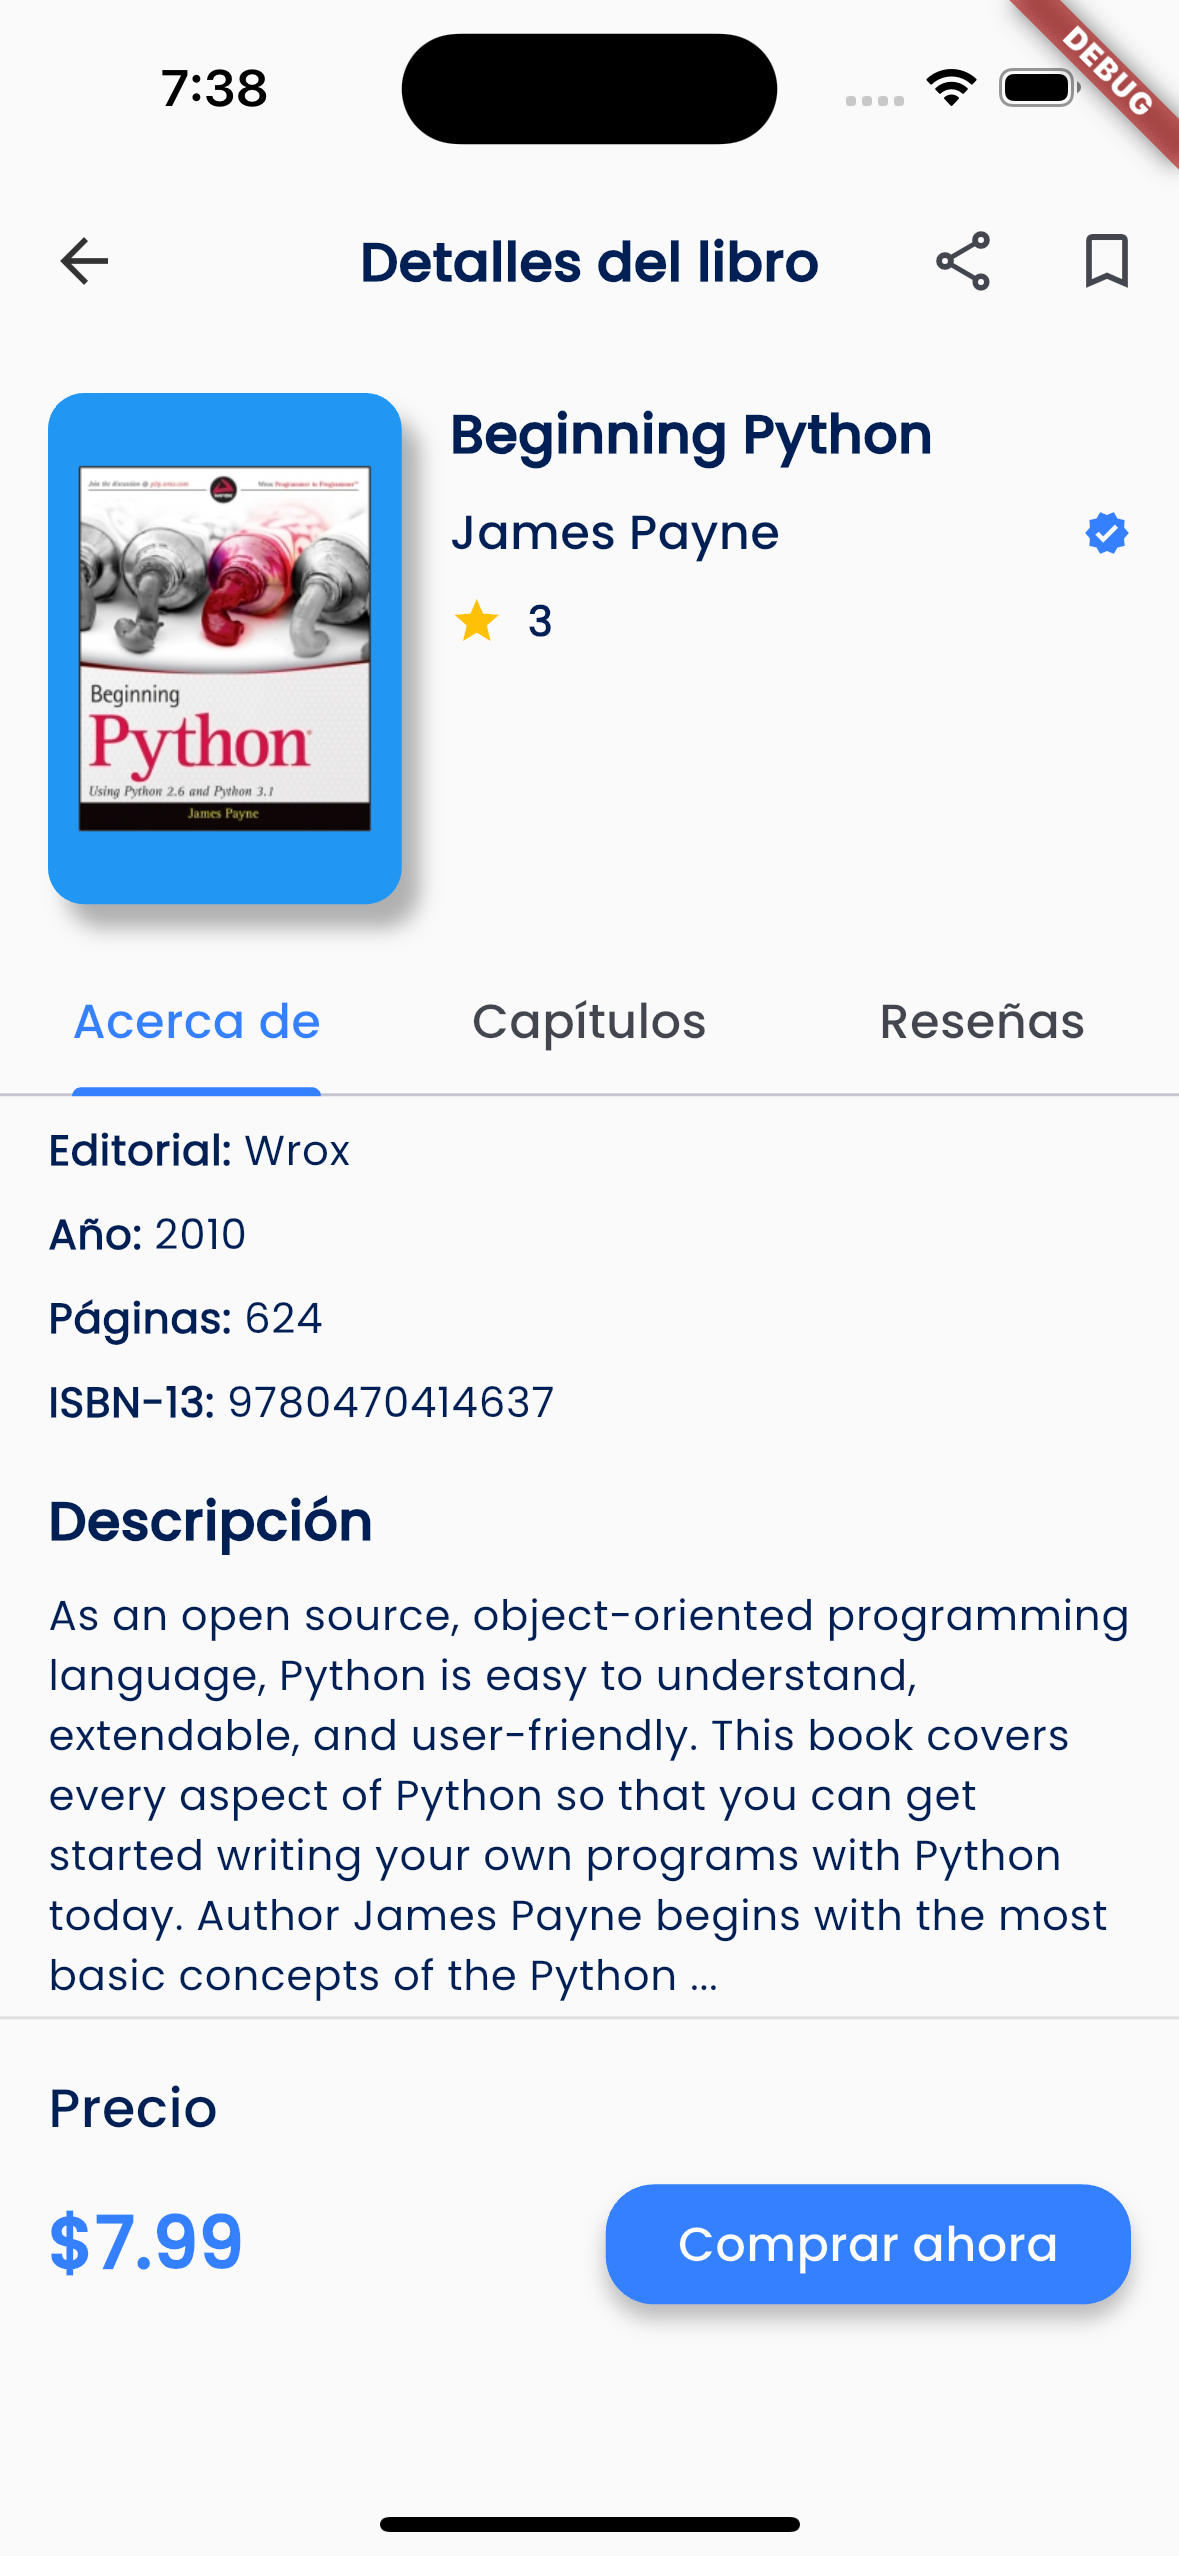 7:38
DEBUG
Detalles del libro
Join the discussion @ p2p.wrox.com
Wrox Programmer to Programmer™
wrox
Beginning
Python®
Using Python 2.6 and Python 3.1
James Payne
Beginning Python
James Payne
3
Acerca de
Capítulos
Reseñas
Editorial: Wrox
Año: 2010
Páginas: 624
ISBN-13: 9780470414637
Descripción
As an open source, object-oriented programming
language, Python is easy to understand,
extendable, and user-friendly. This book covers
every aspect of Python so that you can get
started writing your own programs with Python
today. Author James Payne begins with the most
basic concepts of the Python ...
Precio
$7.99
Comprar ahora